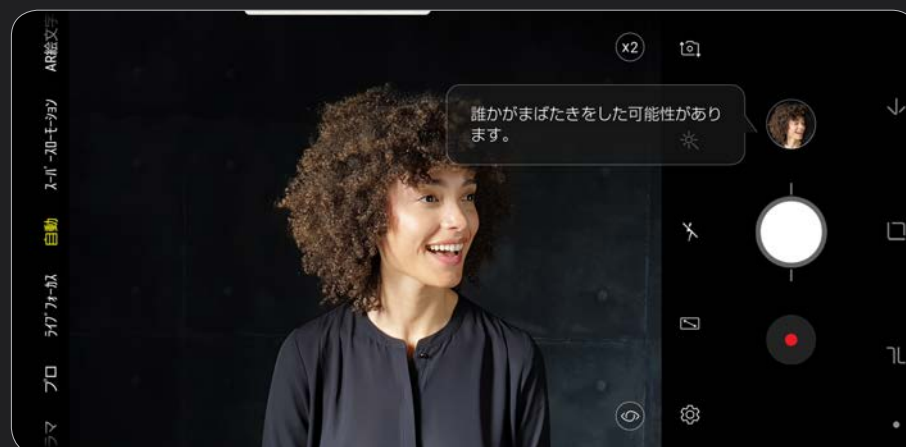 AR絵文字
スーパースローモーション
自動
ライブフォーカス
プロ
ラマ
x2
誰かがまばたきをした可能性があり
ます。